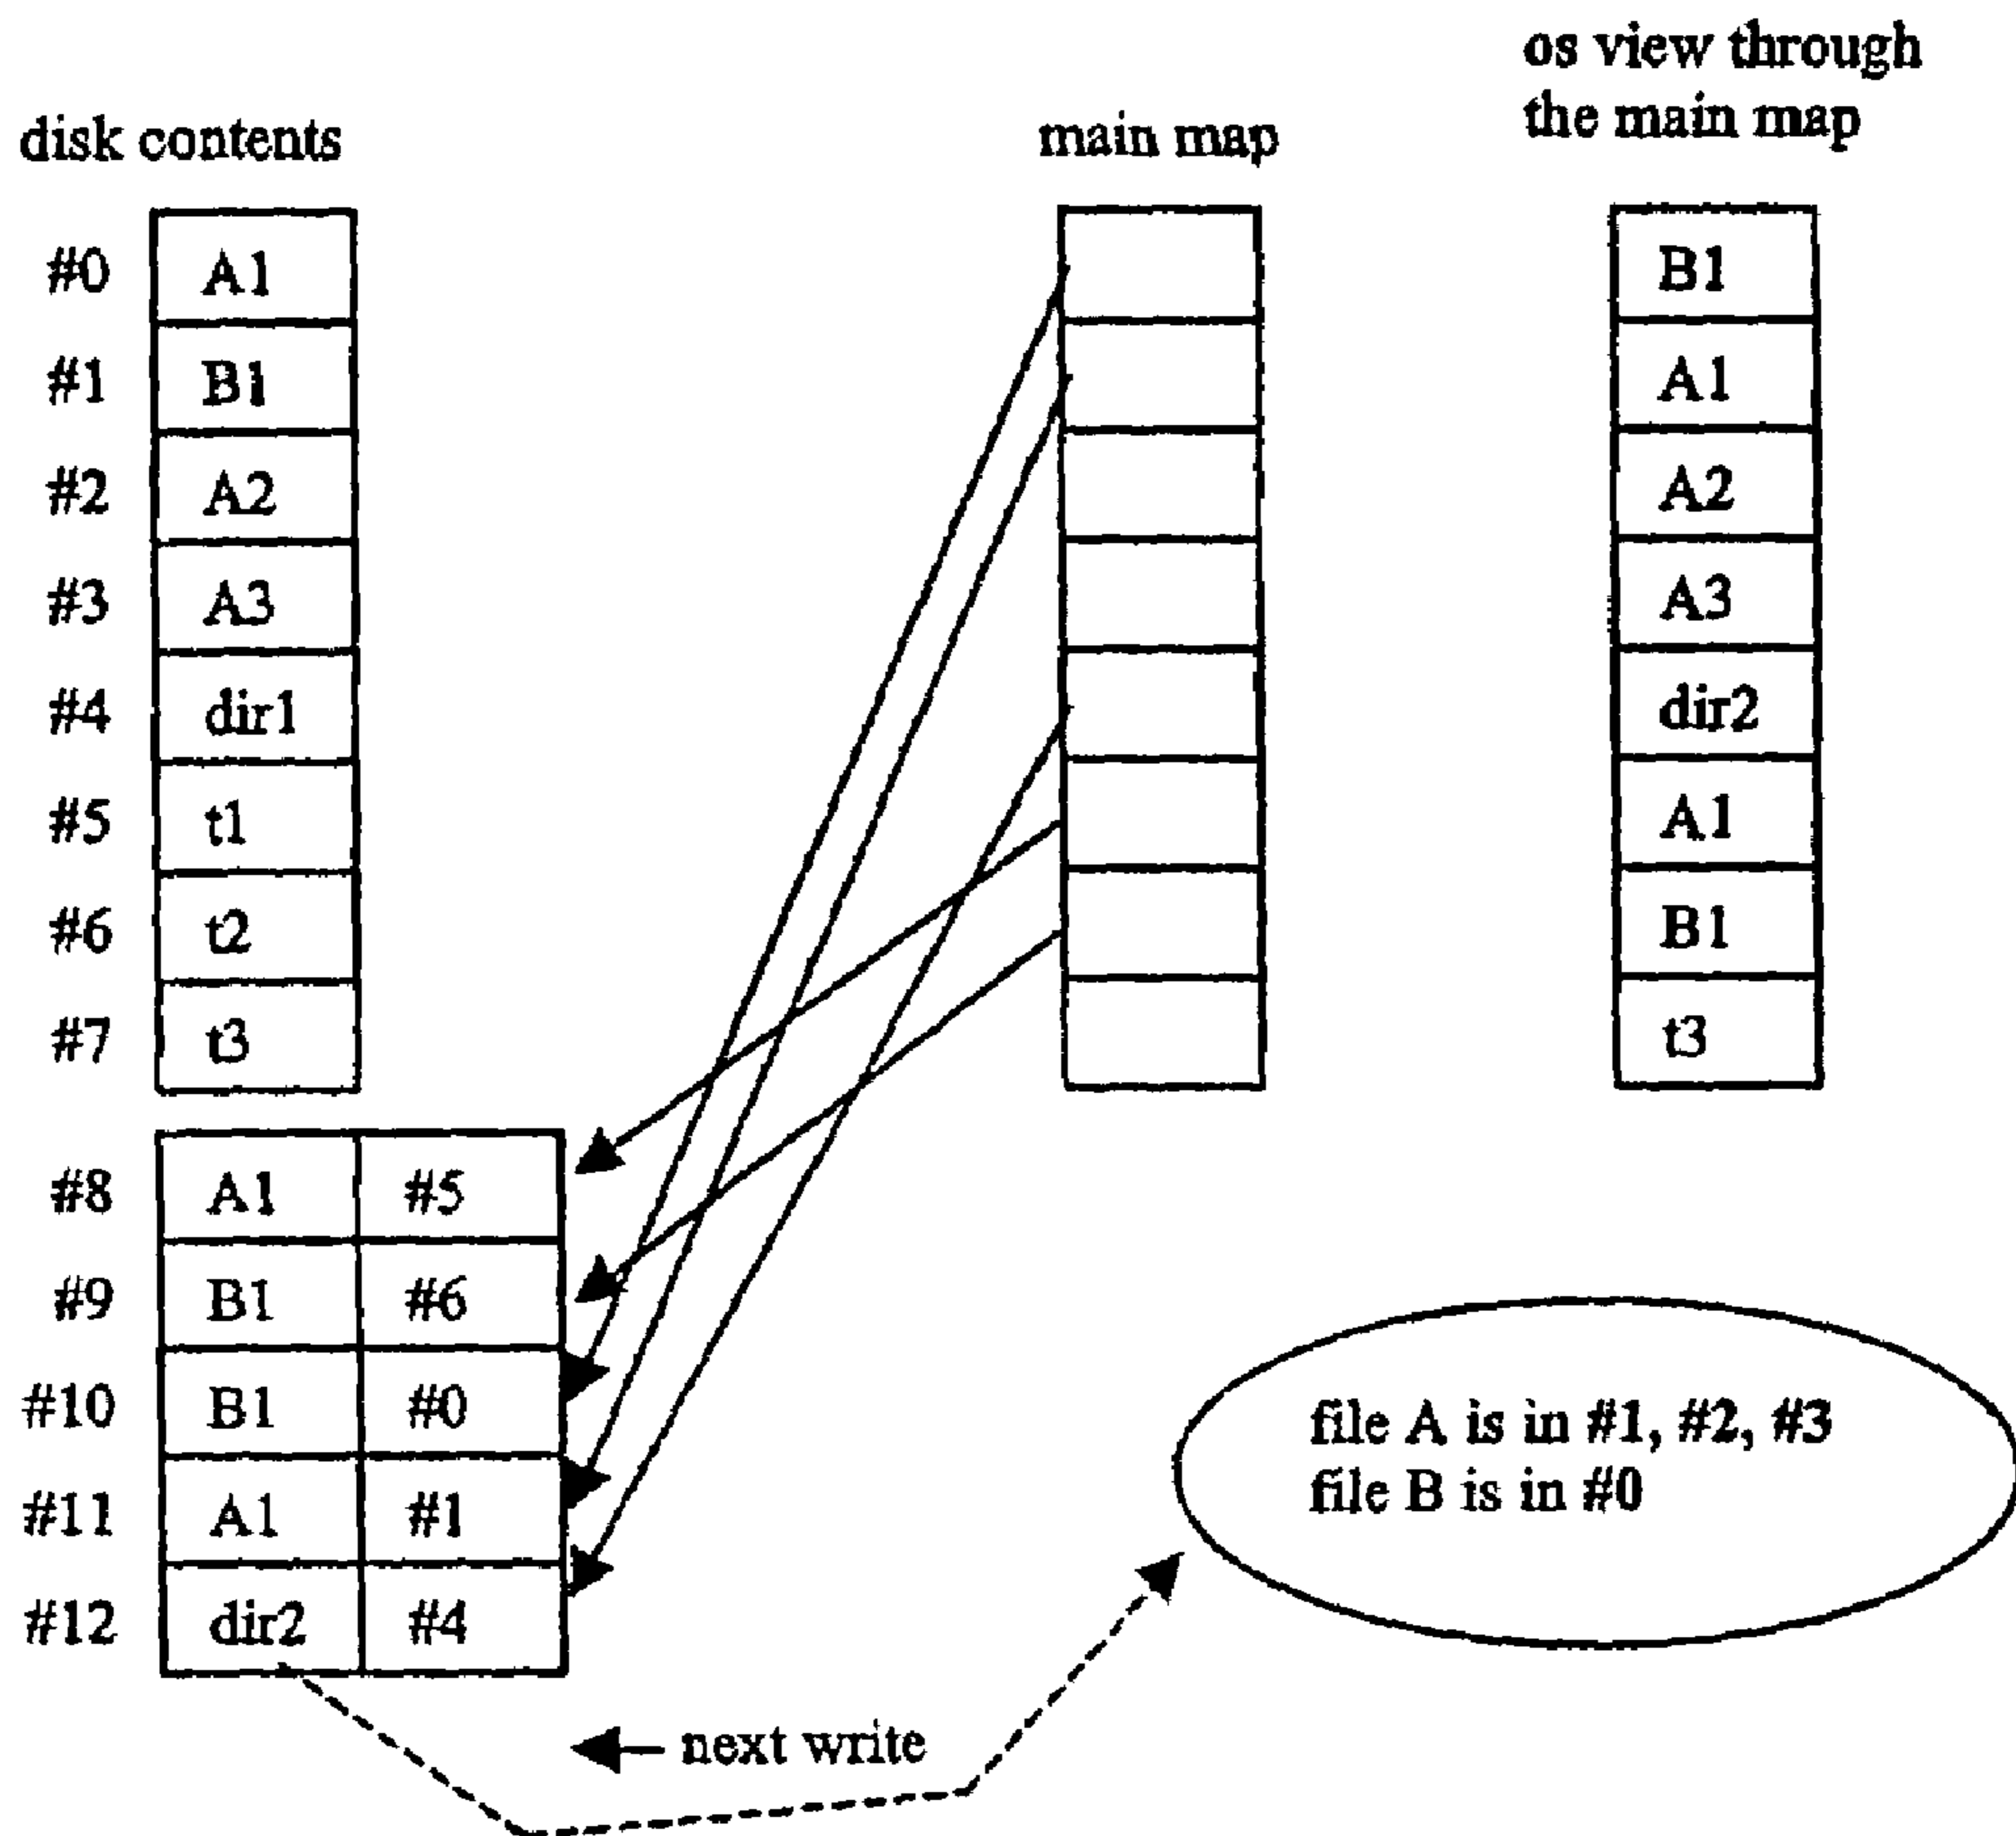 os view through
the main map
disk contents
main map
#0 A1 B1
#1 B1 A1
#2 A2 A2
#3 A3 A3
#4 dir1 dir2
#5 t1 A1
#6 t2 B1
#7 t3 t3
#8 A1 #5
#9 B1 #6
#10 B1 #0
#11 A1 #1
#12 dir2 #4
file A is in #1, #2, #3
file B is in #0
next write